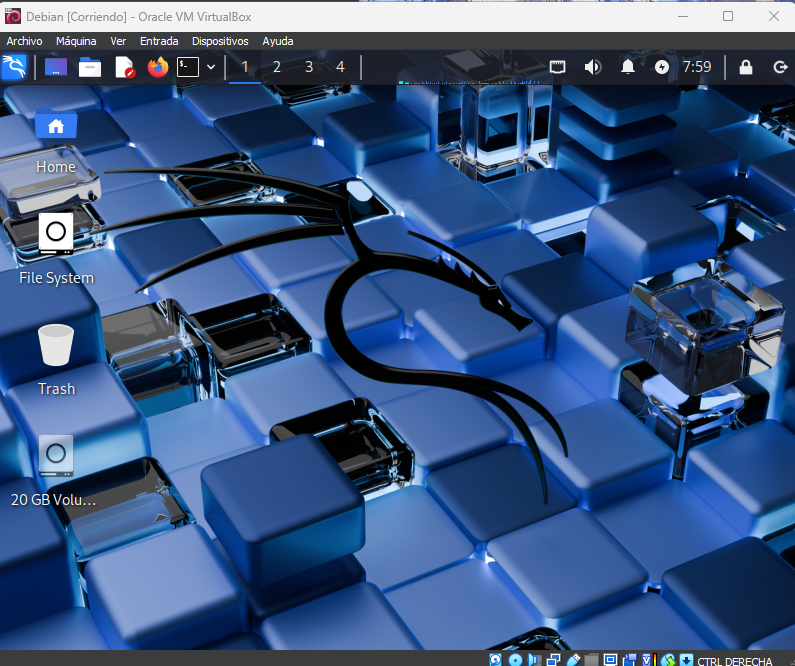 Debian [Corriendo] - Oracle VM VirtualBox
Archivo Máquina Ver Entrada Dispositivos Ayuda
1 2 3 4 7:59
Home
File System
Trash
20 GB Volu...
CTRL DERECHA